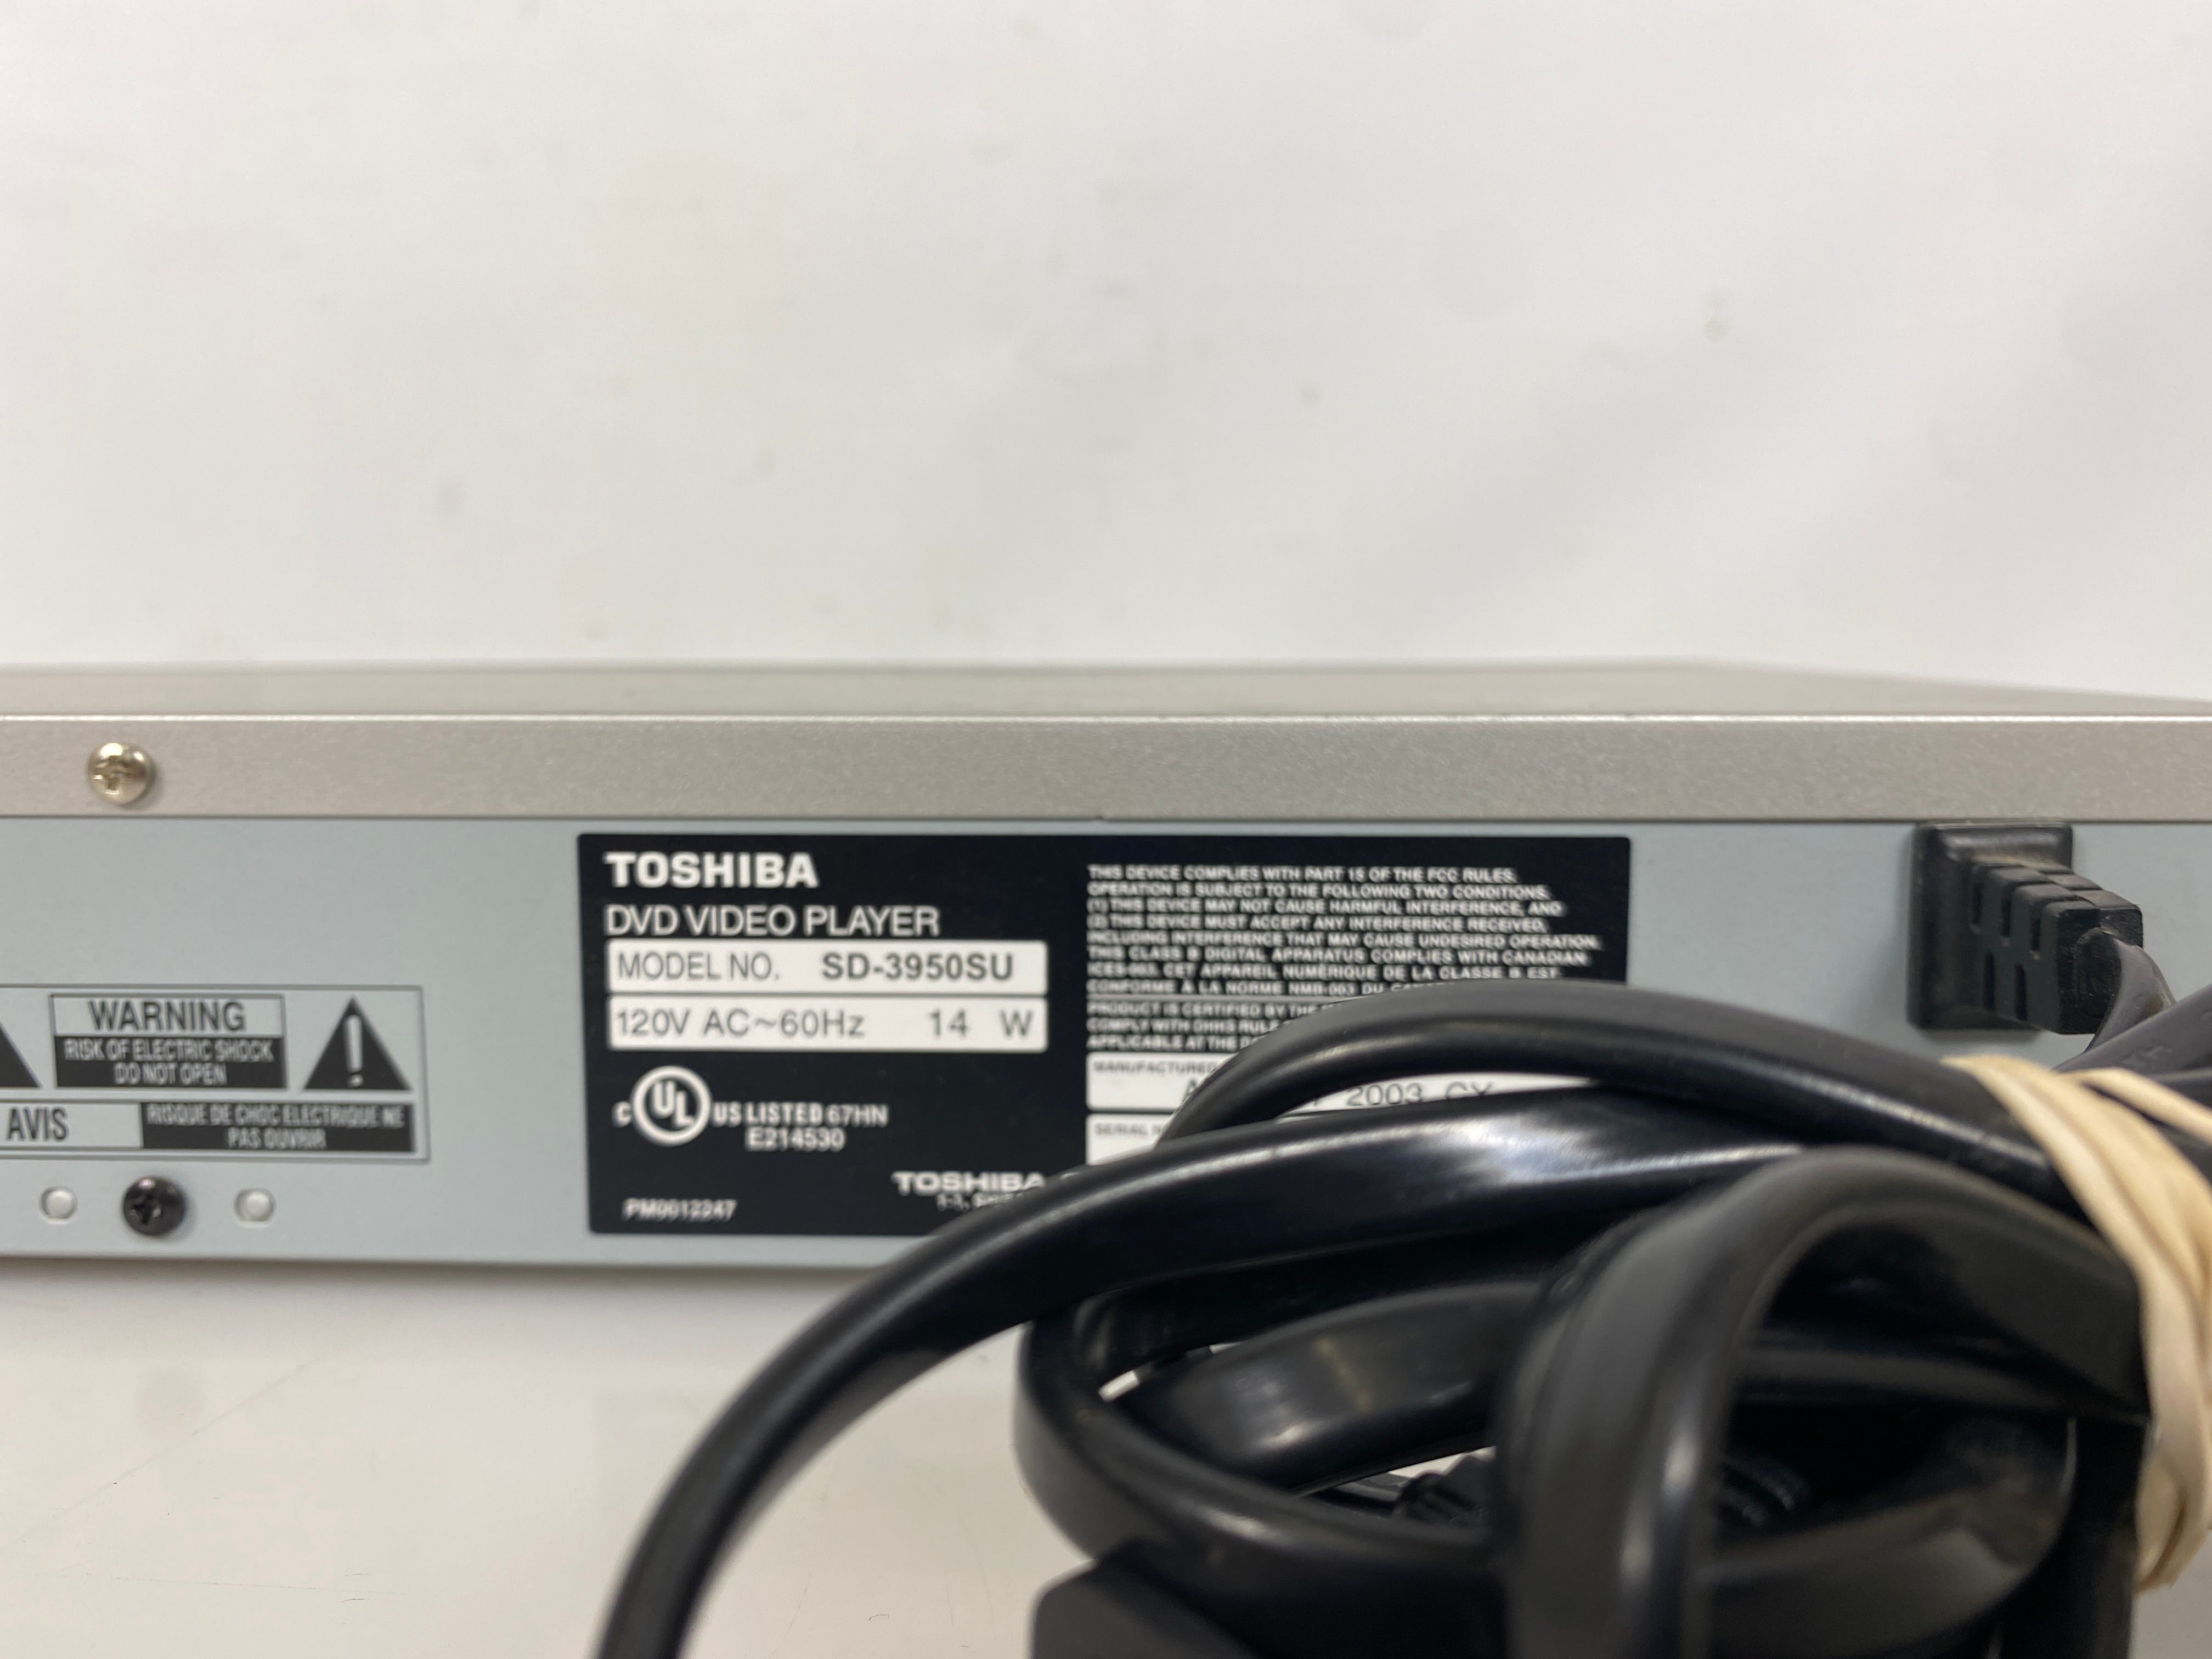 TOSHIBA
DVD VIDEO PLAYER
MODEL NO. SD-3950SU
120V AC~60Hz 14 W
C UL US LISTED 67HN
E214530
TOSHIBA
PM0012247
THIS DEVICE COMPLIES WITH PART 15 OF THE FCC RULES.
OPERATION IS SUBJECT TO THE FOLLOWING TWO CONDITIONS.
(1) THIS DEVICE MAY NOT CAUSE HARMFUL INTERFERENCE, AND
(2) THIS DEVICE MUST ACCEPT ANY INTERFERENCE RECEIVED,
INCLUDING INTERFERENCE THAT MAY CAUSE UNDESIRED OPERATION.
THIS CLASS B DIGITAL APPARATUS COMPLIES WITH CANADIAN
ICES-003. CET APPAREIL NUMÉRIQUE DE LA CLASSE B EST
CONFORME À LA NORME NMB-003 DU
PRODUCT IS CERTIFIED BY THE
COMPLY WITH DHHS RULE
APPLICABLE AT THE
MANUFACTURED
2003
SERIAL
WARNING
RISK OF ELECTRIC SHOCK
DO NOT OPEN
AVIS
RISQUE DE CHOC ELECTRIQUE NE
PAS OUVRIR